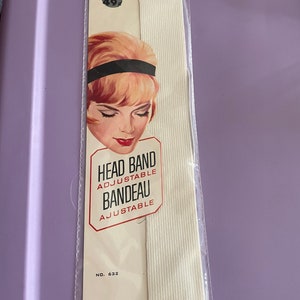 HEAD BAND
ADJUSTABLE
BANDEAU
AJUSTABLE
NO. 632